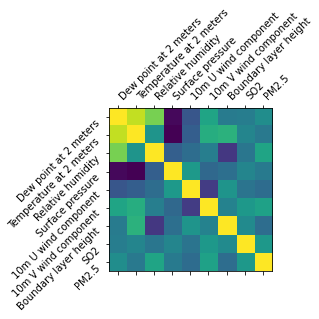 Dew point at 2 meters
Temperature at 2 meters
Relative humidity
Surface pressure
10m U wind component
10m V wind component
Boundary layer height
SO2
PM2.5
Dew point at 2 meters
Temperature at 2 meters
Relative humidity
Surface pressure
10m U wind component
10m V wind component
Boundary layer height
SO2
PM2.5